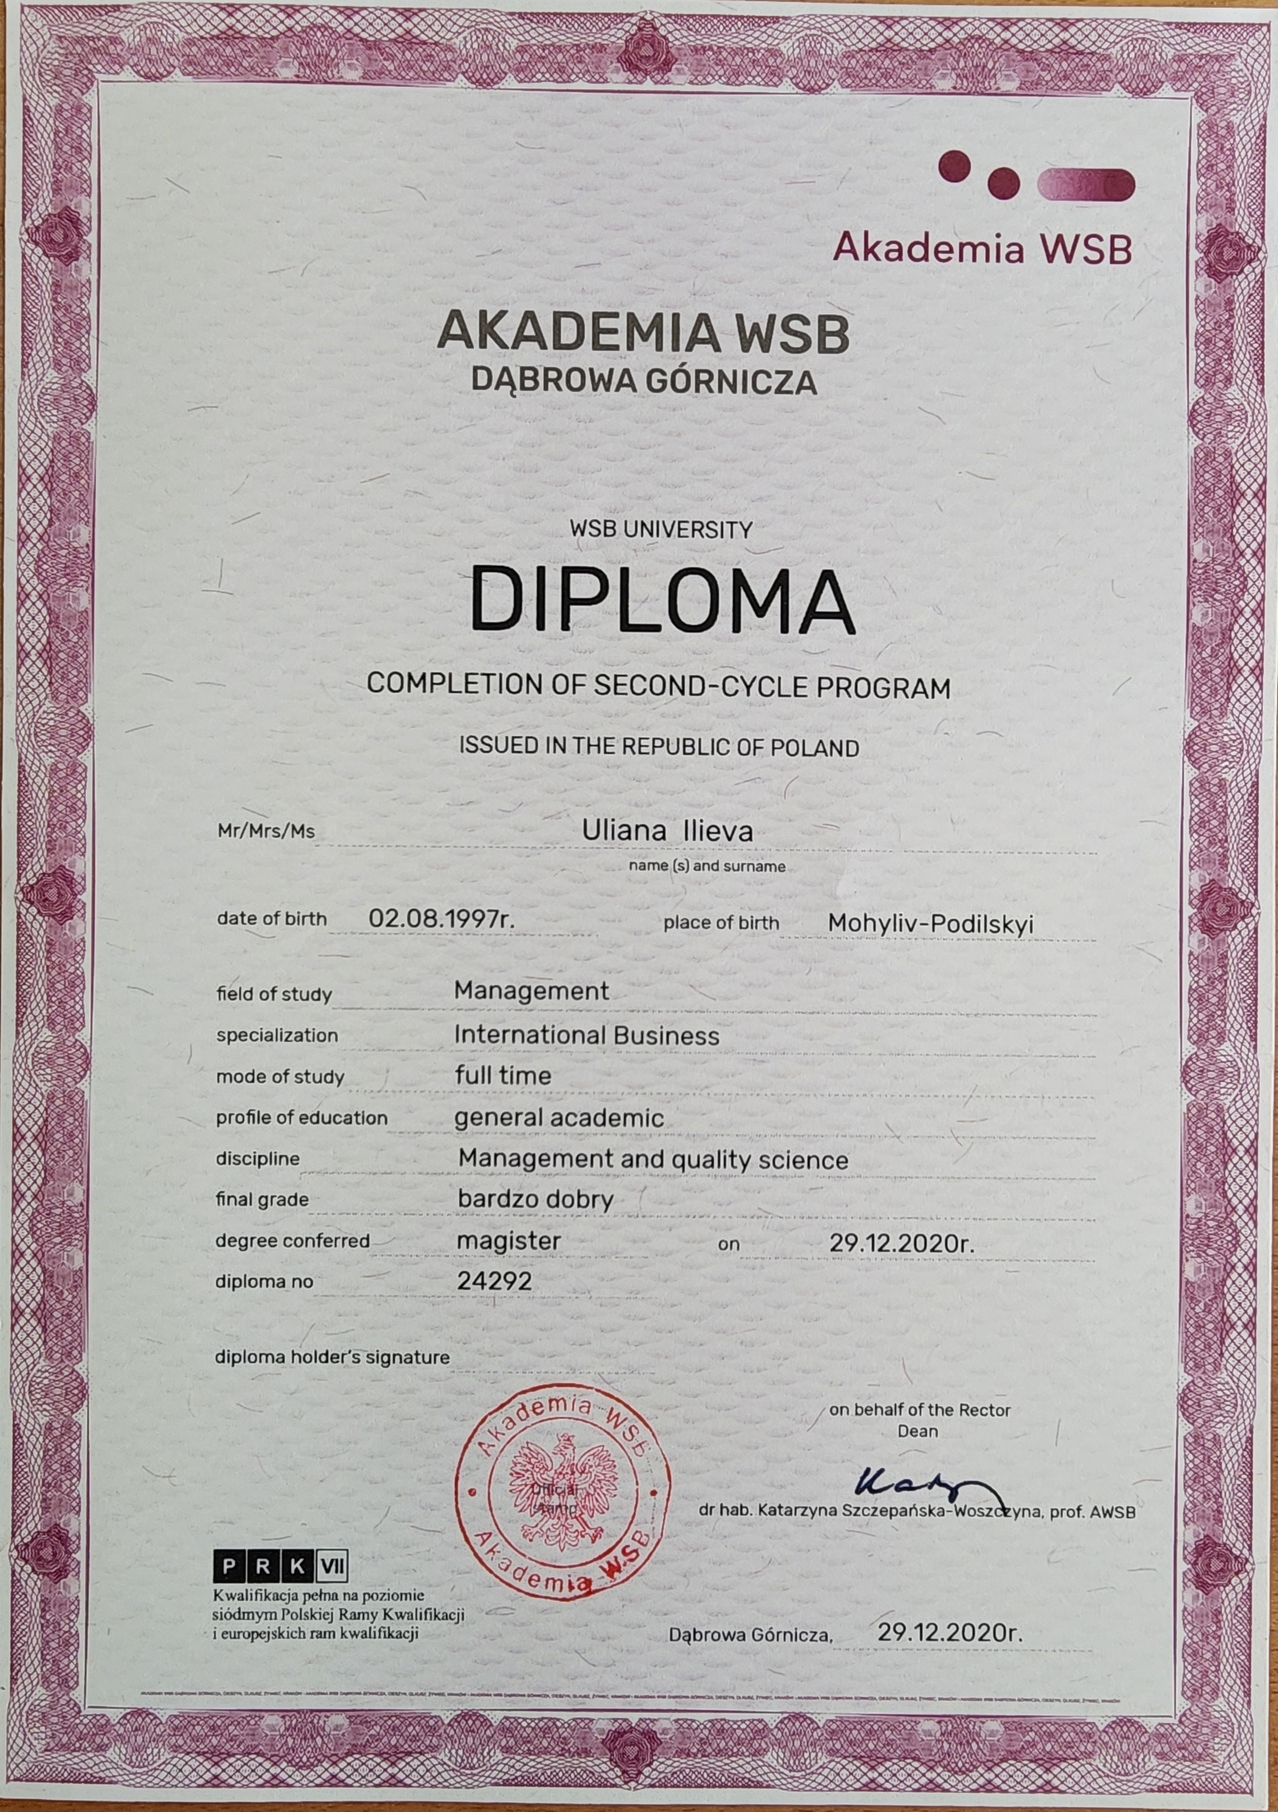 Akademia WSB
AKADEMIA WSB
DĄBROWA GÓRNICZA
WSB UNIVERSITY
DIPLOMA
COMPLETION OF SECOND-CYCLE PROGRAM
ISSUED IN THE REPUBLIC OF POLAND
Mr/Mrs/Ms Uliana Ilieva
name (s) and surname
date of birth 02.08.1997r. place of birth Mohyliv-Podilskyi
field of study Management
specialization International Business
mode of study full time
profile of education general academic
discipline Management and quality science
final grade bardzo dobry
degree conferred magister on 29.12.2020r.
diploma no 24292
diploma holder's signature
Akademia WSB
Official
stamp
Akademia WSB
on behalf of the Rector
Dean
dr hab. Katarzyna Szczepańska-Woszczyna, prof. AWSB
PRK VII
Kwalifikacja pełna na poziomie
siódmym Polskiej Ramy Kwalifikacji
i europejskich ram kwalifikacji
Dąbrowa Górnicza, 29.12.2020r.